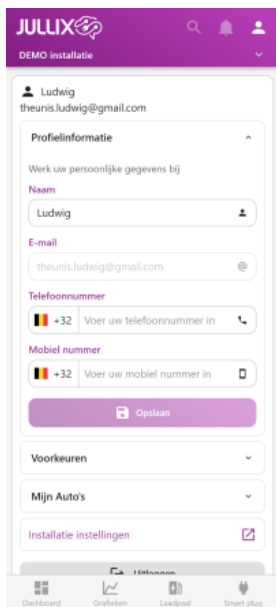 JULLIX
DEMO installatie
Ludwig
theunis.ludwig@gmail.com
Profielinformatie
Werk uw persoonlijke gegevens bij
Naam
Ludwig
E-mail
theunis.ludwig@gmail.com @
Telefoonnummer
+32 Voer uw telefoonnummer in
Mobiel nummer
+32 Voer uw mobiel nummer in
Opslaan
Voorkeuren
Mijn Auto's
Installatie instellingen
Uitloggen
Dashboard Grafieken Laadpaal Smart plug